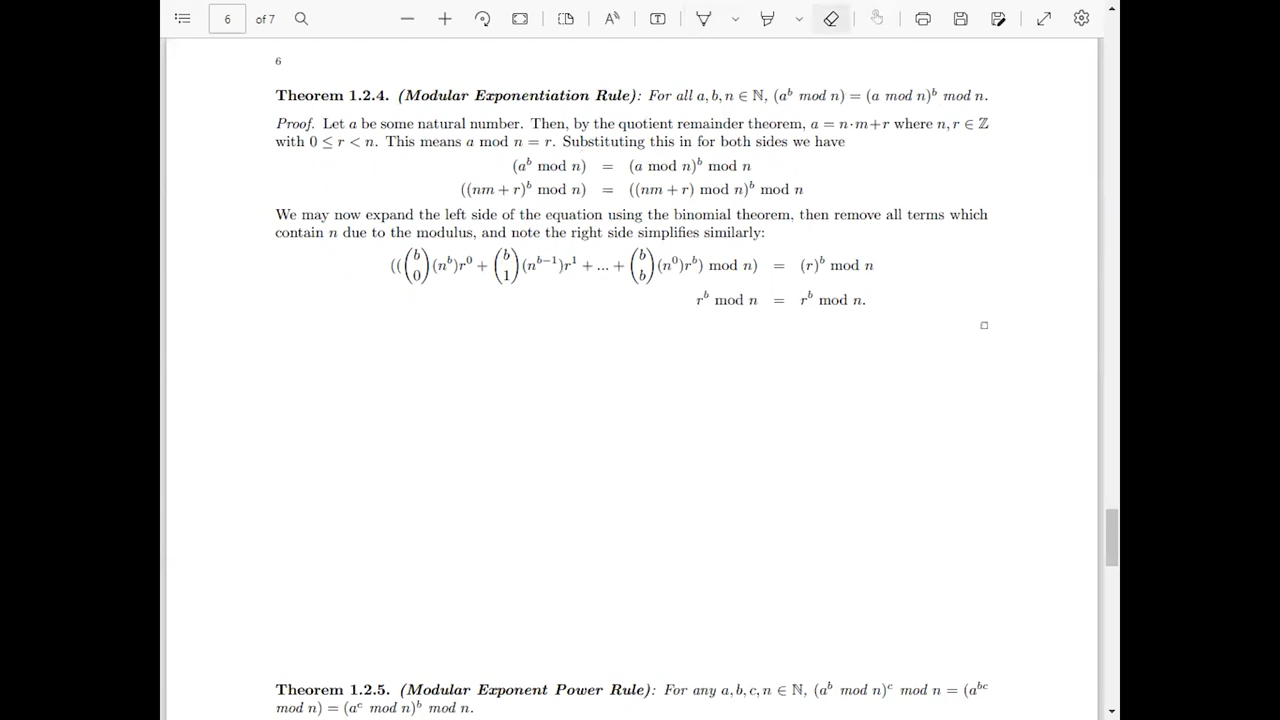 6 of 7
6
Theorem 1.2.4. (Modular Exponentiation Rule): For all a, b, n ∈ ℕ, (a^b mod n) = (a mod n)^b mod n.
Proof. Let a be some natural number. Then, by the quotient remainder theorem, a = n·m+r where n, r ∈ ℤ
with 0 ≤ r < n. This means a mod n = r. Substituting this in for both sides we have
(a^b mod n) = (a mod n)^b mod n
((nm + r)^b mod n) = ((nm + r) mod n)^b mod n
We may now expand the left side of the equation using the binomial theorem, then remove all terms which
contain n due to the modulus, and note the right side simplifies similarly:
((\binom{b}{0}(n^b)r^0 + \binom{b}{1}(n^{b−1})r^1 + ... + \binom{b}{b}(n^0)r^b) mod n) = (r)^b mod n
r^b mod n = r^b mod n.
□
Theorem 1.2.5. (Modular Exponent Power Rule): For any a, b, c, n ∈ ℕ, (a^b mod n)^c mod n = (a^{bc}
mod n) = (a^c mod n)^b mod n.